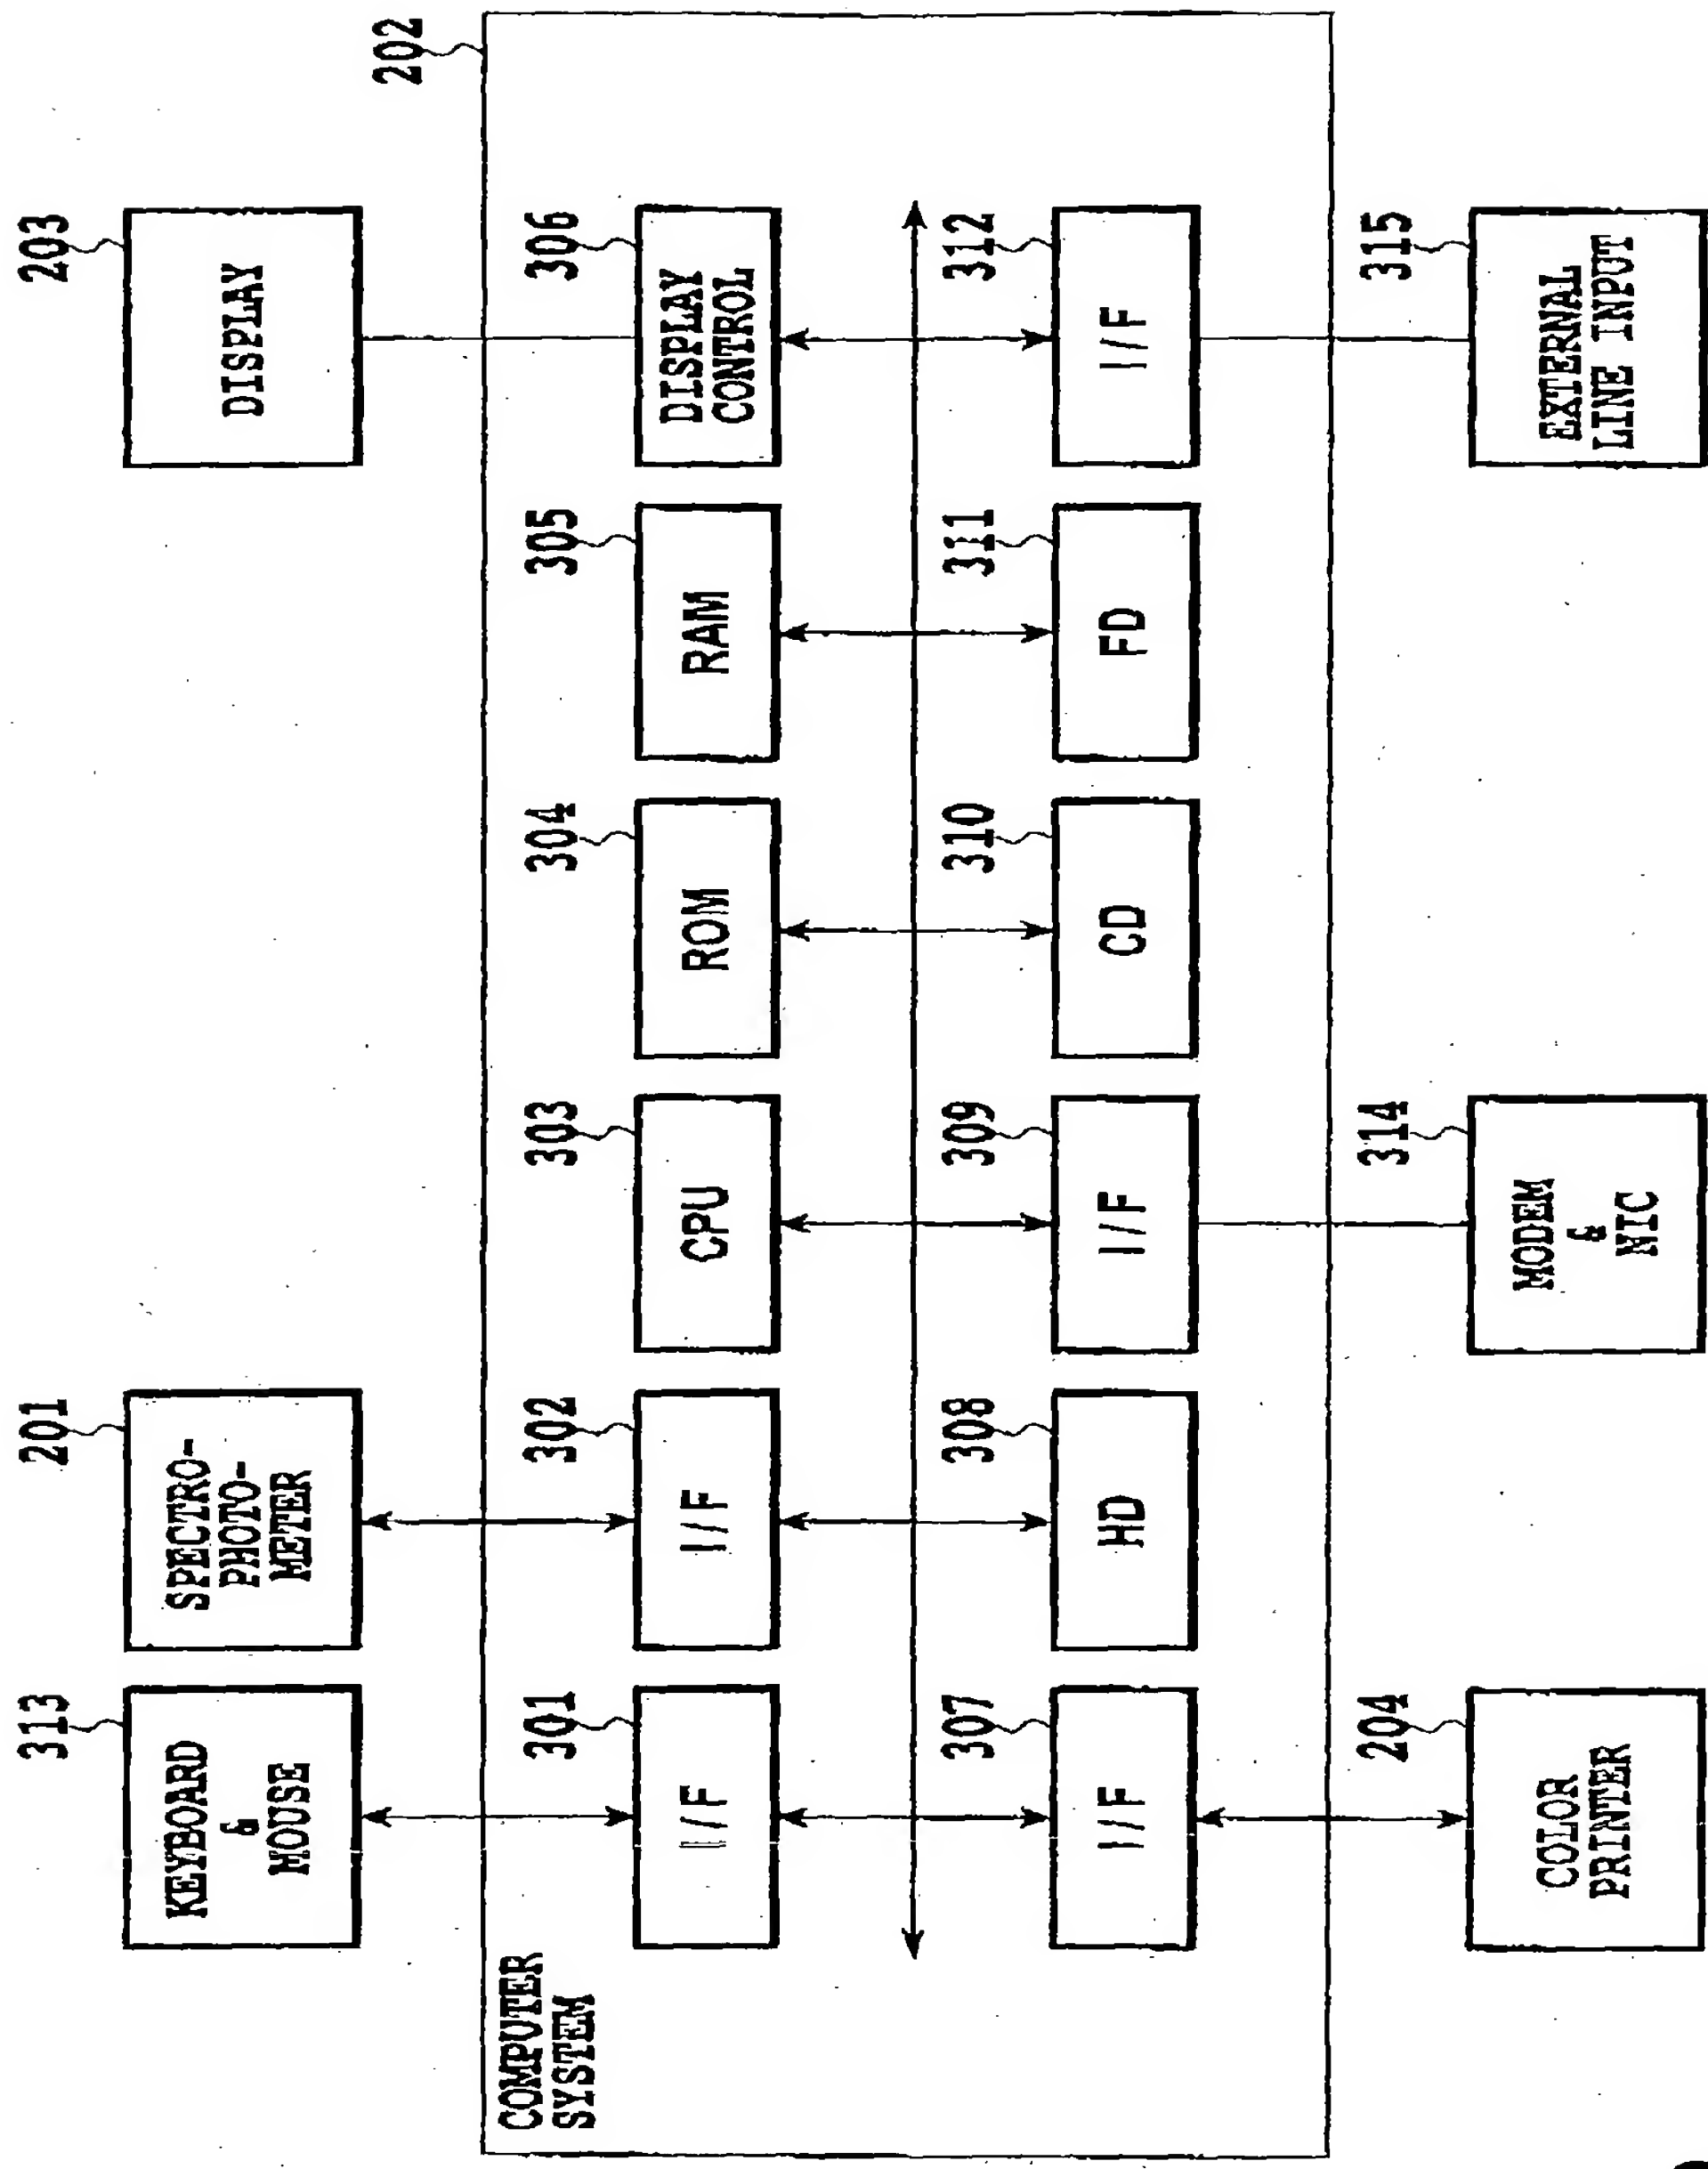 313
KEYBOARD
&
MOUSE
201
SPECTRO-
PHOTO-
METER
203
DISPLAY
202
COMPUTER
SYSTEM
301
I/F
302
I/F
303
CPU
304
ROM
305
RAM
306
DISPLAY
CONTROL
307
I/F
308
HD
309
I/F
310
CD
311
FD
312
I/F
204
COLOR
PRINTER
314
MODEM
&
NIC
315
EXTERNAL
LINE INPUT